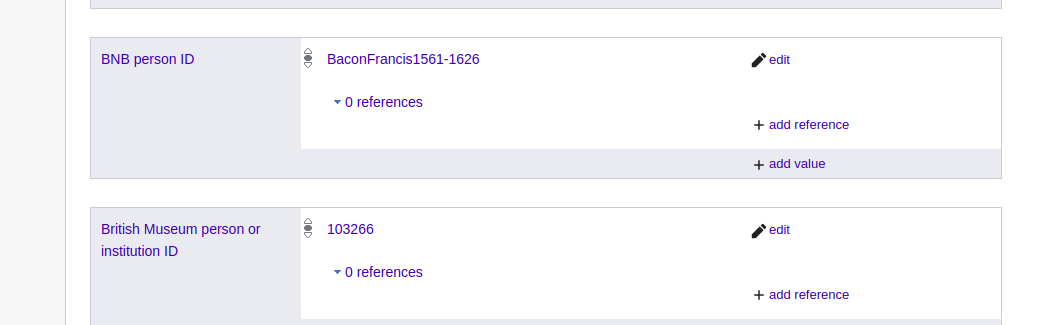 BNB person ID
BaconFrancis1561-1626
edit
0 references
add reference
add value
British Museum person or
institution ID
103266
edit
0 references
add reference